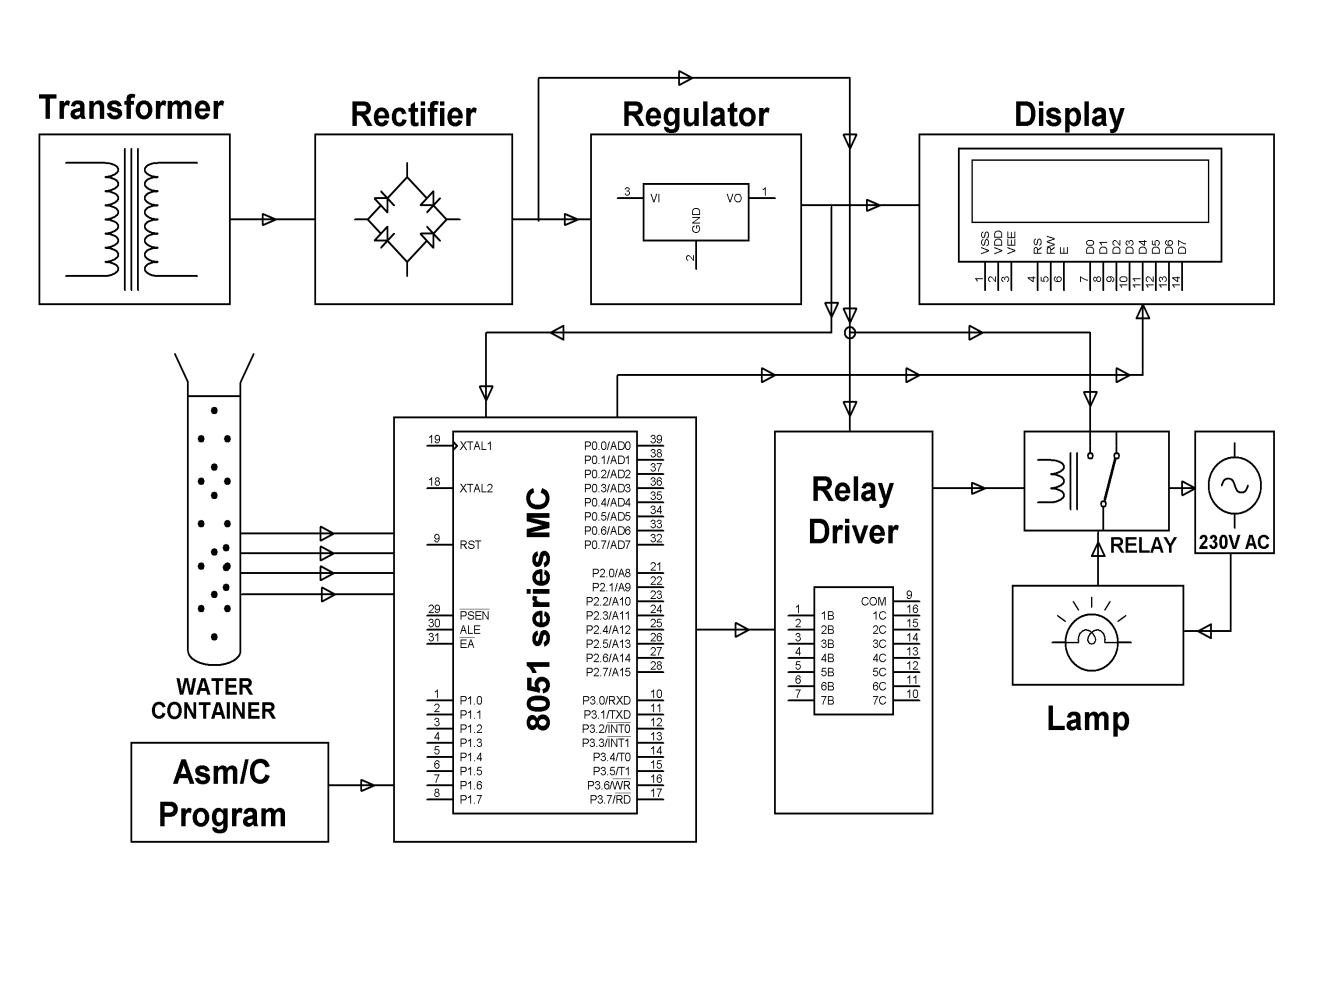 Transformer
Rectifier
Regulator
Display
3 VI VO 1
GND
2
VSS VDD VEE RS RW E D0 D1 D2 D3 D4 D5 D6 D7
1 2 3 4 5 6 7 8 9 10 11 12 13 14
19 XTAL1
18 XTAL2
9 RST
29 PSEN
30 ALE
31 EA
1 P1.0
2 P1.1
3 P1.2
4 P1.3
5 P1.4
6 P1.5
7 P1.6
8 P1.7
8051 series MC
P0.0/AD0 39
P0.1/AD1 38
P0.2/AD2 37
P0.3/AD3 36
P0.4/AD4 35
P0.5/AD5 34
P0.6/AD6 33
P0.7/AD7 32
P2.0/A8 21
P2.1/A9 22
P2.2/A10 23
P2.3/A11 24
P2.4/A12 25
P2.5/A13 26
P2.6/A14 27
P2.7/A15 28
P3.0/RXD 10
P3.1/TXD 11
P3.2/INT0 12
P3.3/INT1 13
P3.4/T0 14
P3.5/T1 15
P3.6/WR 16
P3.7/RD 17
Relay
Driver
COM 9
1 1B 1C 16
2 2B 2C 15
3 3B 3C 14
4 4B 4C 13
5 5B 5C 12
6 6B 6C 11
7 7B 7C 10
RELAY
230V AC
Lamp
WATER
CONTAINER
Asm/C
Program